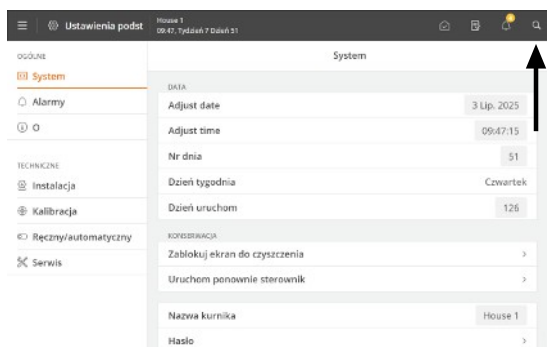 Ustawienia podst
House 1
09:47, Tydzień 7 Dzień 51
OGÓLNE
System
Alarmy
O
TECHNICZNE
Instalacja
Kalibracja
Ręczny/automatyczny
Serwis
System
DATA
Adjust date 3 Lip. 2025
Adjust time 09:47:15
Nr dnia 51
Dzień tygodnia Czwartek
Dzień uruchom 126
KONSERWACJA
Zablokuj ekran do czyszczenia
Uruchom ponownie sterownik
Nazwa kurnika House 1
Hasło